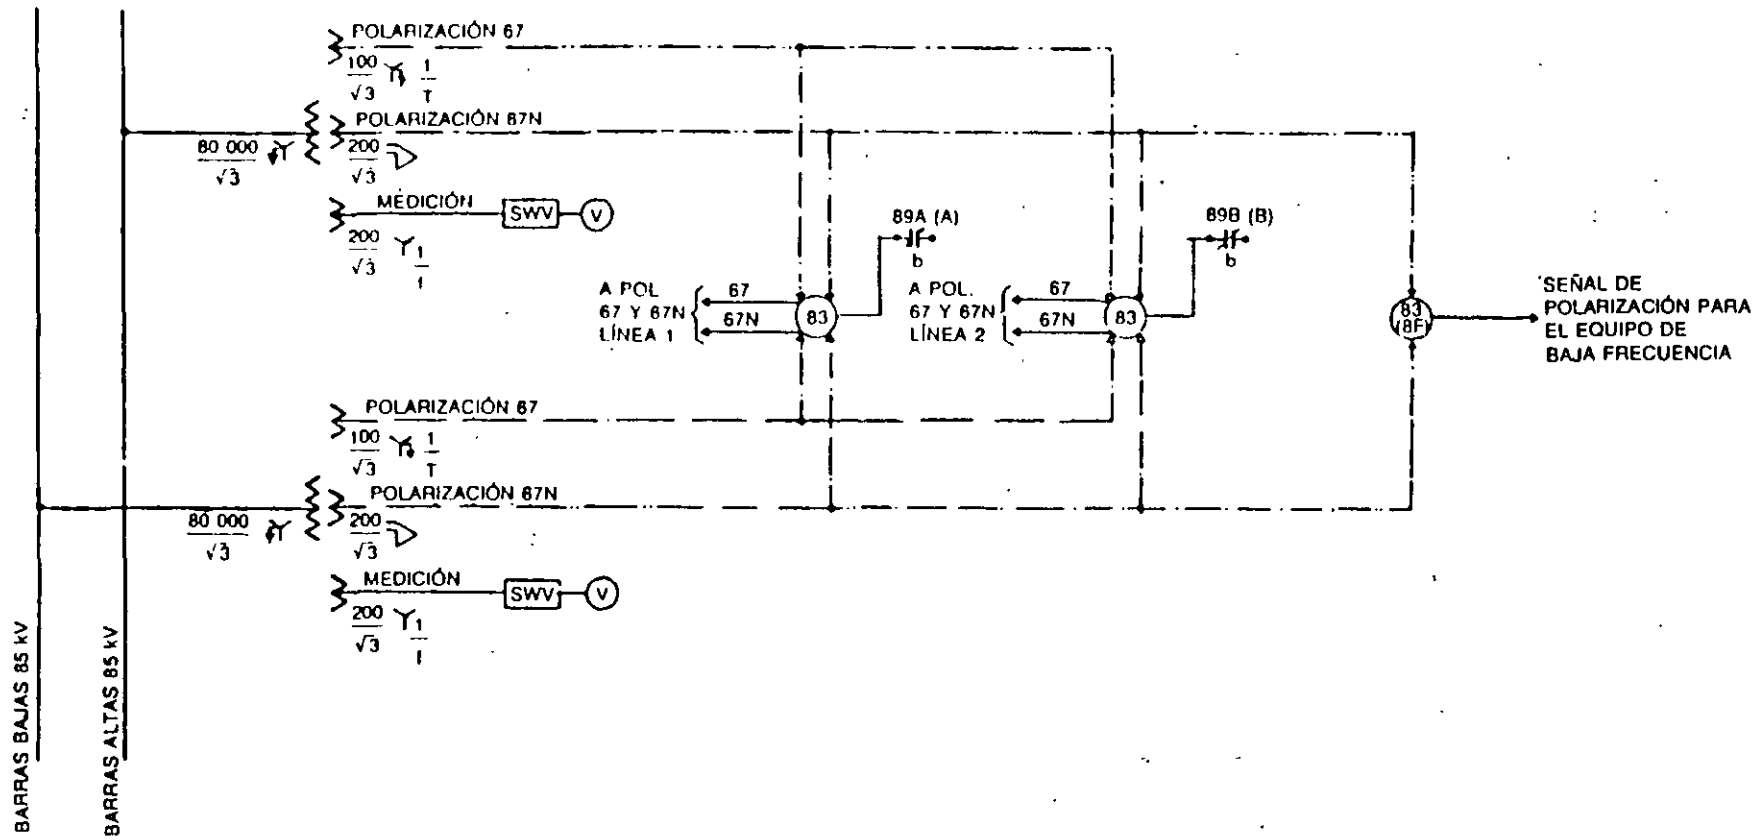 POLARIZACIÓN 67
100
√3
1
T
POLARIZACIÓN 67N
80 000
√3
200
√3
MEDICIÓN
SWV
V
200
√3
1
1
89A (A)
b
89B (B)
b
A POL
67 Y 67N
LÍNEA 1
67
67N
83
A POL.
67 Y 67N
LÍNEA 2
67
67N
83
83
(8F)
SEÑAL DE
POLARIZACIÓN PARA
EL EQUIPO DE
BAJA FRECUENCIA
POLARIZACIÓN 67
100
√3
1
T
POLARIZACIÓN 67N
80 000
√3
200
√3
MEDICIÓN
SWV
V
200
√3
1
1
BARRAS BAJAS 85 kV
BARRAS ALTAS 85 kV